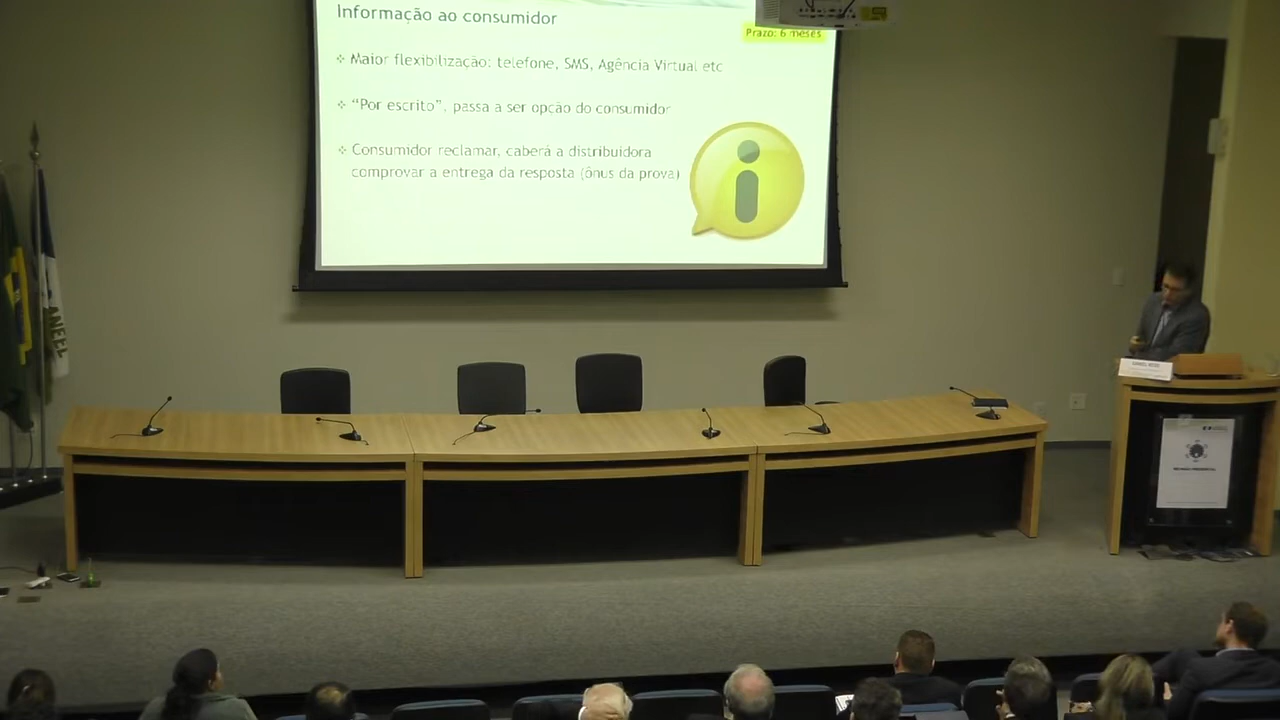 Informação ao consumidor
Prazo: 6 meses
Maior flexibilização: telefone, SMS, Agência Virtual etc
“Por escrito”, passa a ser opção do consumidor
Consumidor reclamar, caberá a distribuidora
comprovar a entrega da resposta (ônus da prova)
ANEEL